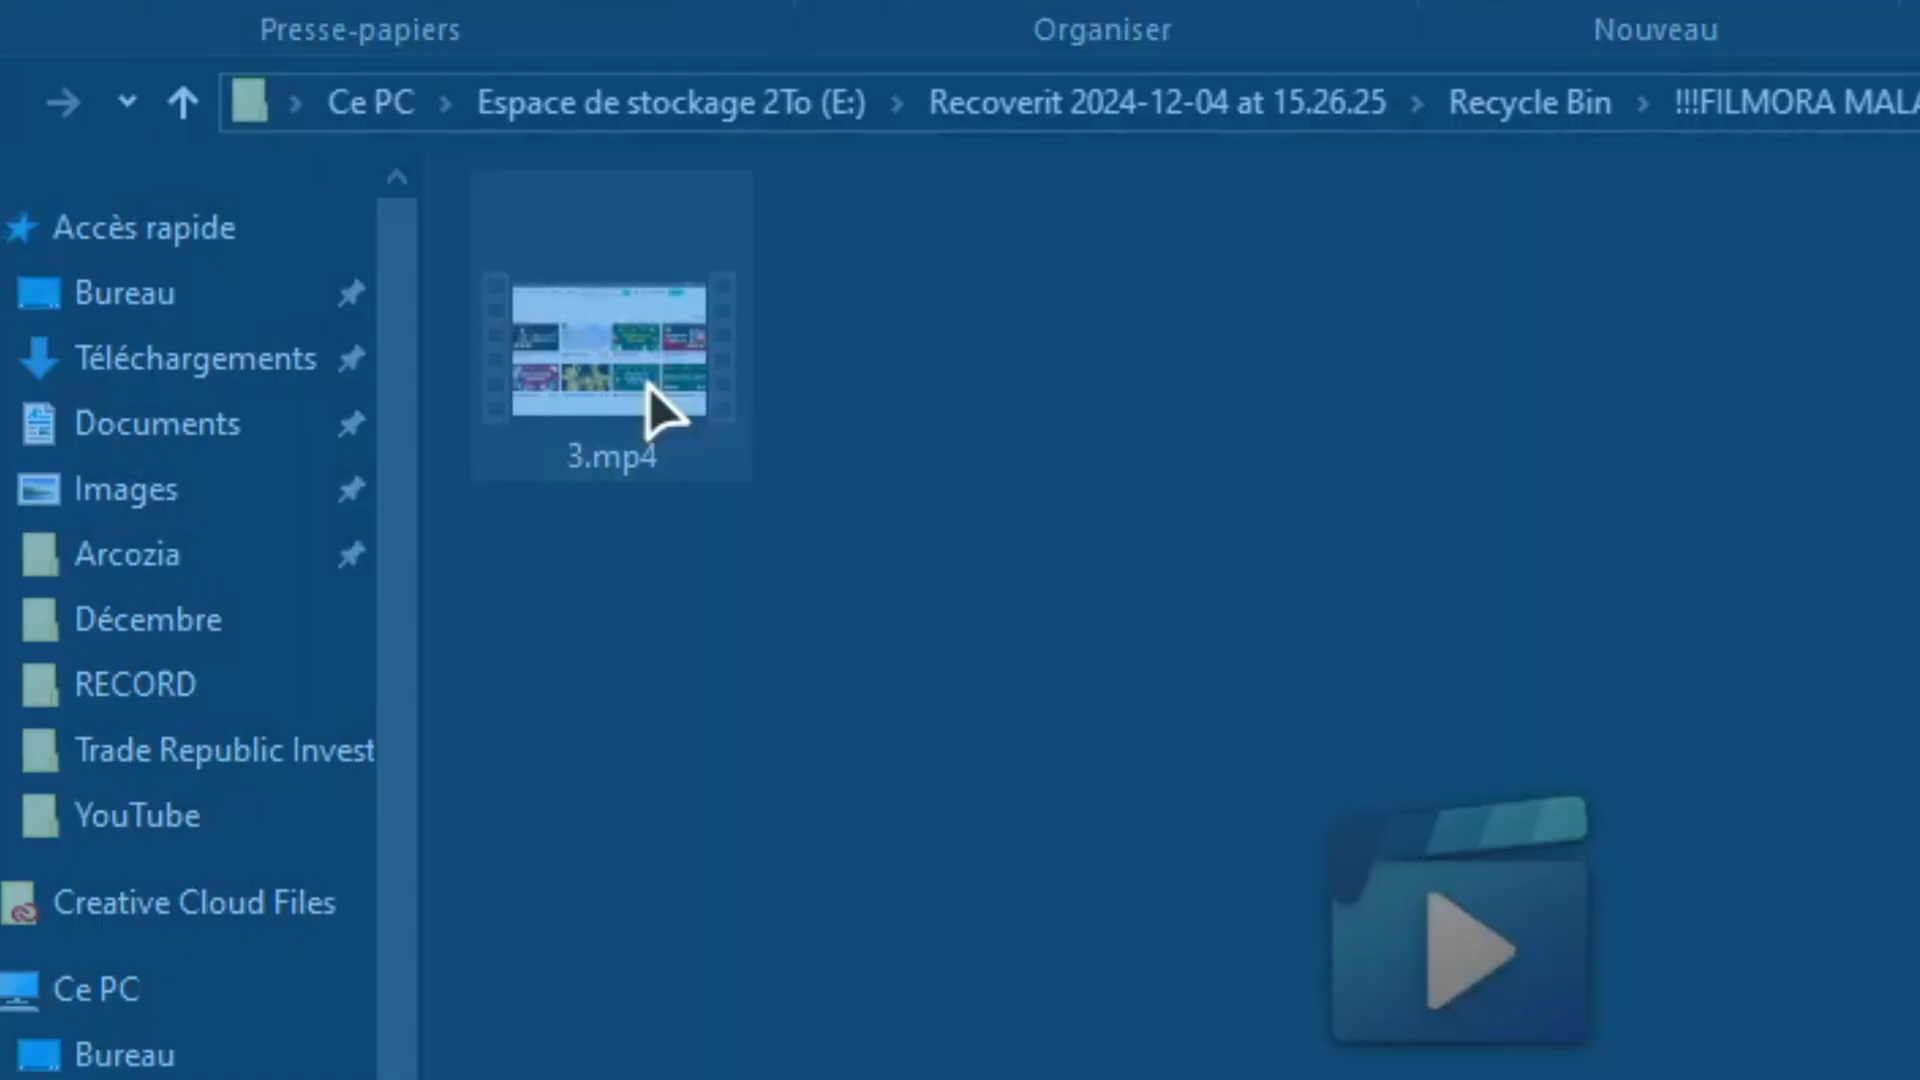 Presse-papiers
Organiser
Nouveau
Ce PC > Espace de stockage 2To (E:) > Recoverit 2024-12-04 at 15.26.25 > Recycle Bin > !!!FILMORA MALA
Accès rapide
Bureau
Téléchargements
Documents
Images
Arcozia
Décembre
RECORD
Trade Republic Invest
YouTube
Creative Cloud Files
Ce PC
Bureau
3.mp4